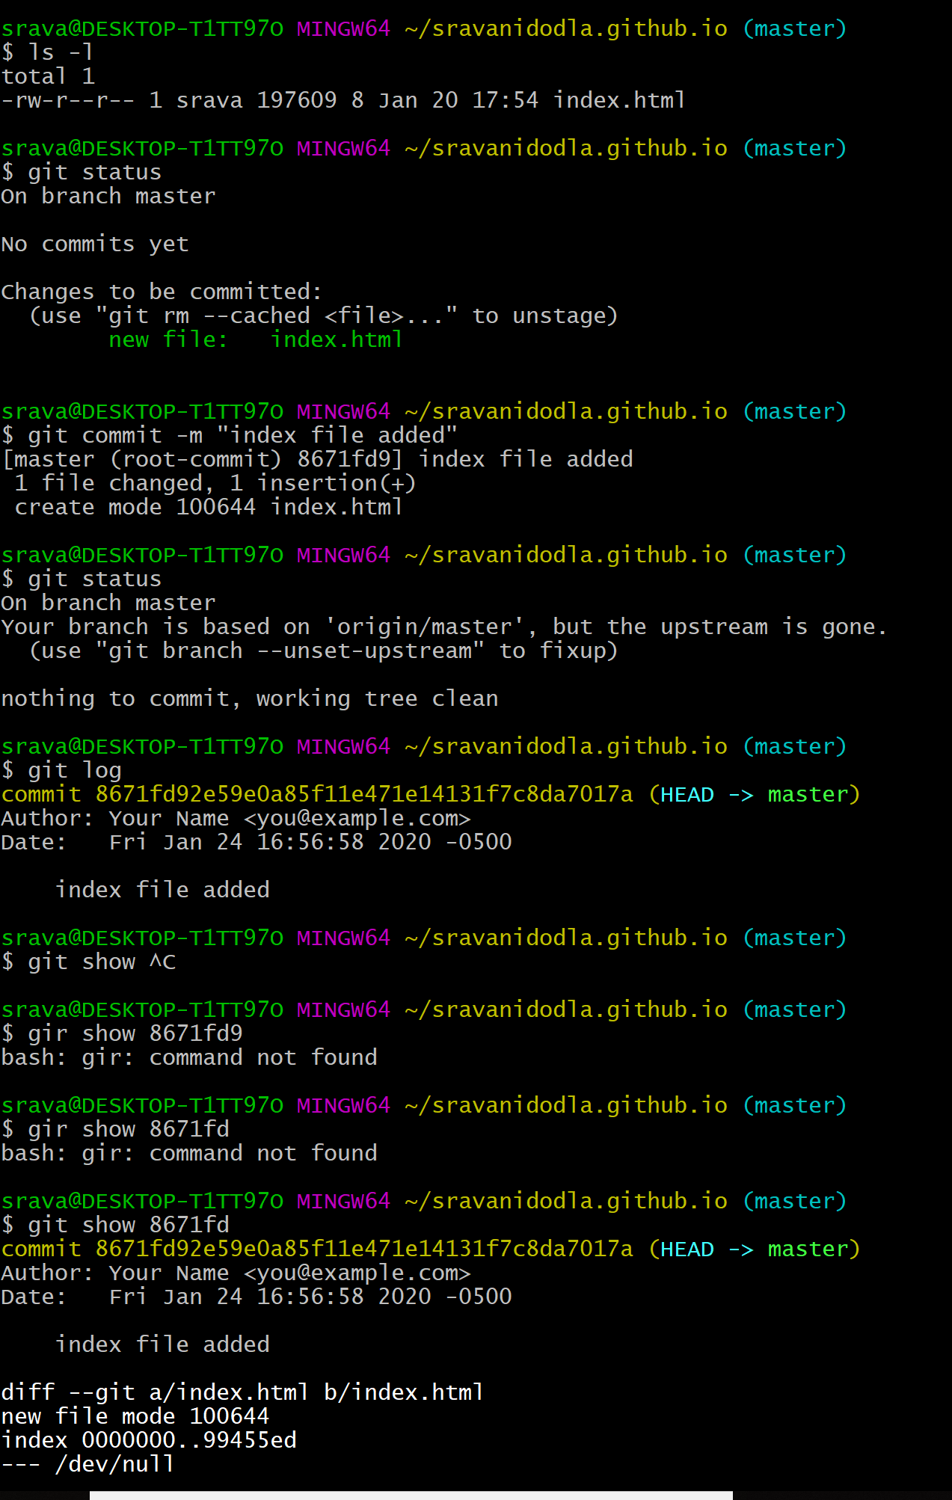 srava@DESKTOP-T1TT97O MINGW64 ~/sravanidodla.github.io (master)
$ ls -l
total 1
-rw-r--r-- 1 srava 197609 8 Jan 20 17:54 index.html
srava@DESKTOP-T1TT97O MINGW64 ~/sravanidodla.github.io (master)
$ git status
On branch master
No commits yet
Changes to be committed:
  (use "git rm --cached <file>..." to unstage)
        new file:   index.html
srava@DESKTOP-T1TT97O MINGW64 ~/sravanidodla.github.io (master)
$ git commit -m "index file added"
[master (root-commit) 8671fd9] index file added
 1 file changed, 1 insertion(+)
 create mode 100644 index.html
srava@DESKTOP-T1TT97O MINGW64 ~/sravanidodla.github.io (master)
$ git status
On branch master
Your branch is based on 'origin/master', but the upstream is gone.
  (use "git branch --unset-upstream" to fixup)
nothing to commit, working tree clean
srava@DESKTOP-T1TT97O MINGW64 ~/sravanidodla.github.io (master)
$ git log
commit 8671fd92e59e0a85f11e471e14131f7c8da7017a (HEAD -> master)
Author: Your Name <you@example.com>
Date:   Fri Jan 24 16:56:58 2020 -0500
    index file added
srava@DESKTOP-T1TT97O MINGW64 ~/sravanidodla.github.io (master)
$ git show ^C
srava@DESKTOP-T1TT97O MINGW64 ~/sravanidodla.github.io (master)
$ gir show 8671fd9
bash: gir: command not found
srava@DESKTOP-T1TT97O MINGW64 ~/sravanidodla.github.io (master)
$ gir show 8671fd
bash: gir: command not found
srava@DESKTOP-T1TT97O MINGW64 ~/sravanidodla.github.io (master)
$ git show 8671fd
commit 8671fd92e59e0a85f11e471e14131f7c8da7017a (HEAD -> master)
Author: Your Name <you@example.com>
Date:   Fri Jan 24 16:56:58 2020 -0500
    index file added
diff --git a/index.html b/index.html
new file mode 100644
index 0000000..99455ed
--- /dev/null